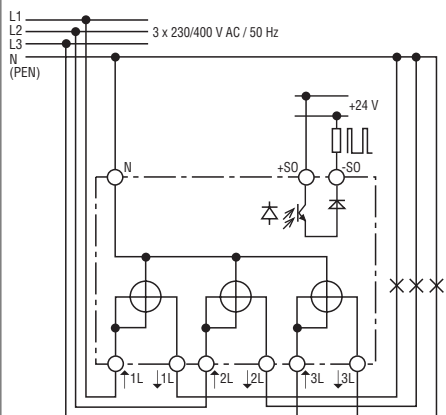 L1
L2
L3
N
(PEN)
3 x 230/400 V AC / 50 Hz
+24 V
N
+SO
-SO
1L
1L
2L
2L
3L
3L